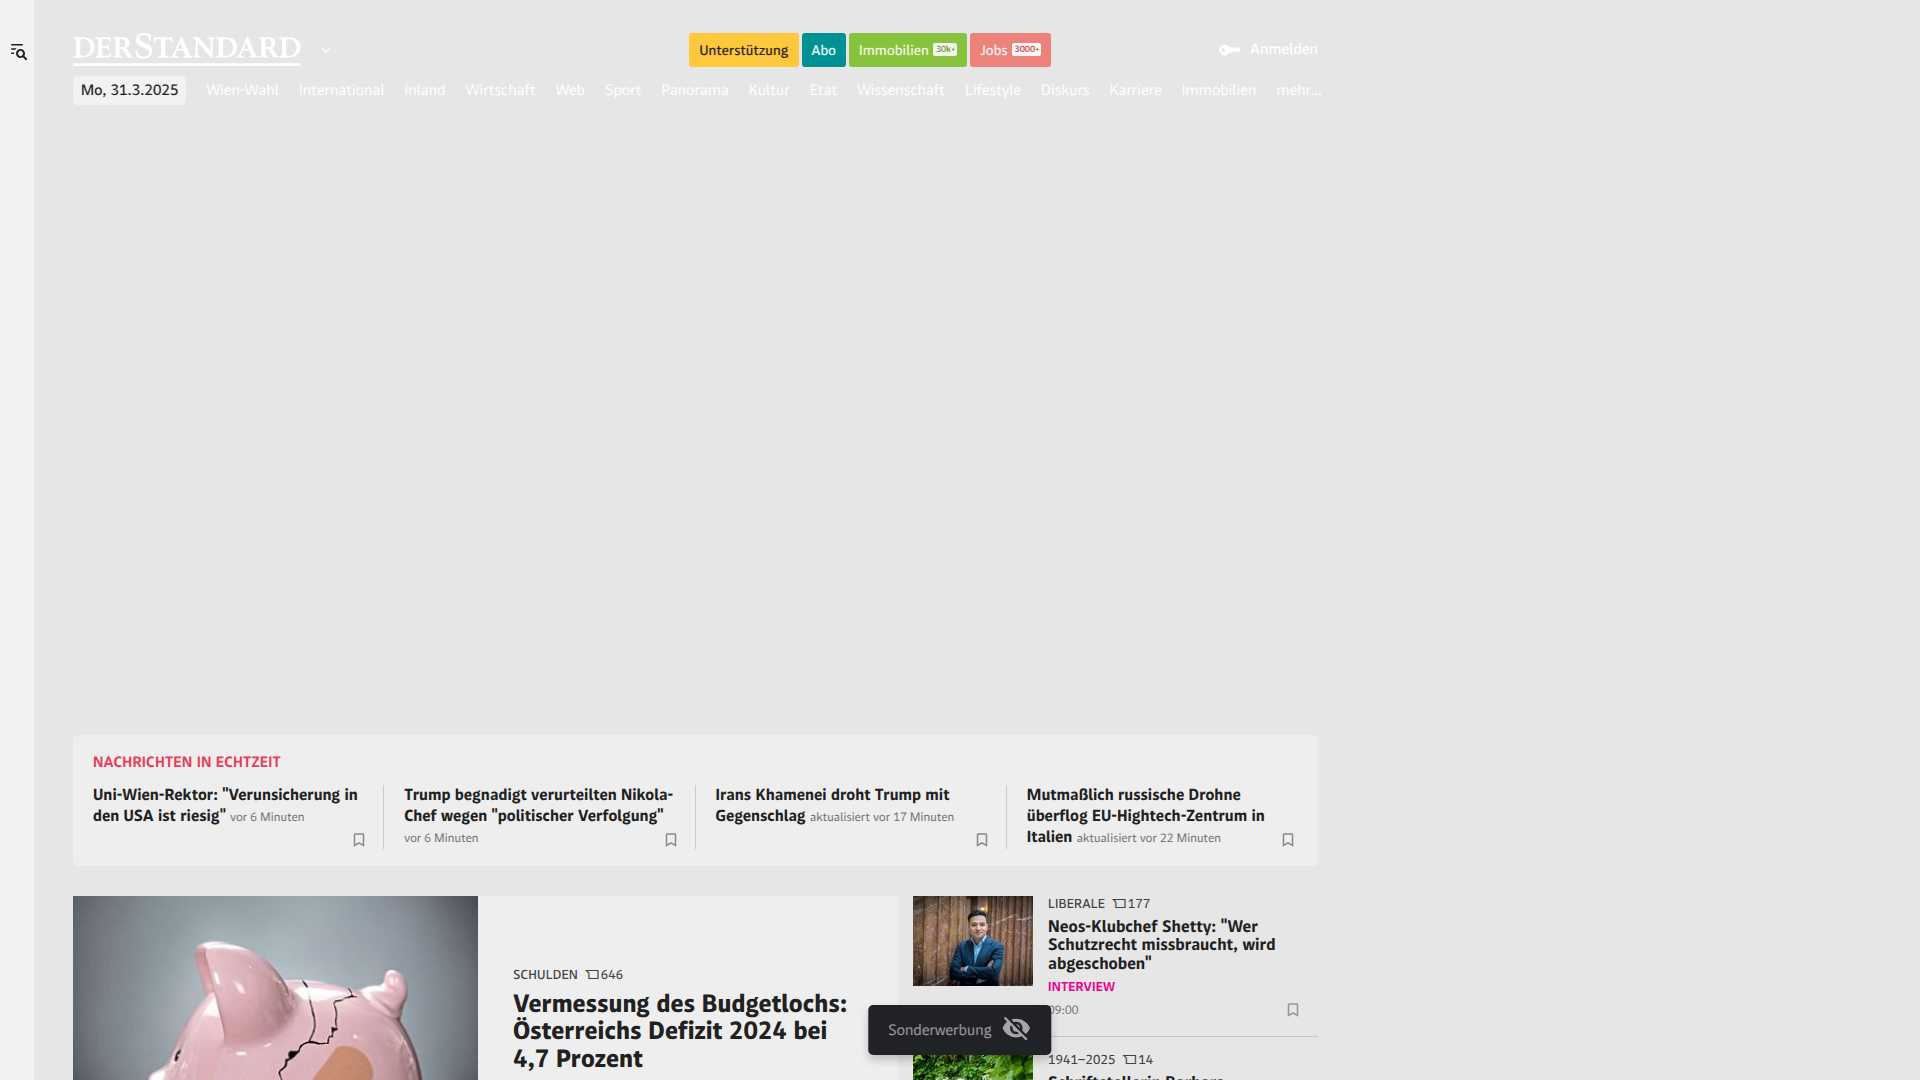 DERSTANDARD
Unterstützung Abo Immobilien 30k+ Jobs 3000+
Anmelden
Mo, 31.3.2025 Wien-Wahl International Inland Wirtschaft Web Sport Panorama Kultur Etat Wissenschaft Lifestyle Diskurs Karriere Immobilien mehr...
NACHRICHTEN IN ECHTZEIT
Uni-Wien-Rektor: "Verunsicherung in
den USA ist riesig" vor 6 Minuten
Trump begnadigt verurteilten Nikola-
Chef wegen "politischer Verfolgung"
vor 6 Minuten
Irans Khamenei droht Trump mit
Gegenschlag aktualisiert vor 17 Minuten
Mutmaßlich russische Drohne
überflog EU-Hightech-Zentrum in
Italien aktualisiert vor 22 Minuten
SCHULDEN 646
Vermessung des Budgetlochs:
Österreichs Defizit 2024 bei
4,7 Prozent
LIBERALE 177
Neos-Klubchef Shetty: "Wer
Schutzrecht missbraucht, wird
abgeschoben"
INTERVIEW
09:00
Sonderwerbung
1941–2025 14
Schriftstellerin Barbara